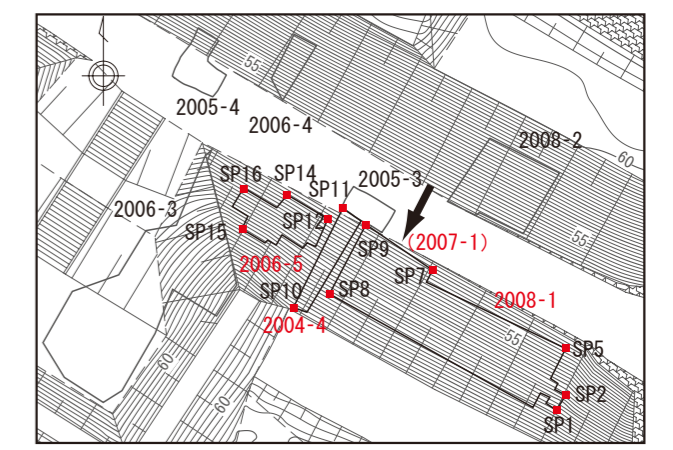 55
2005-4
2006-4
2008-2
60
SP16
SP14
SP11
2005-3
2006-3
SP12
SP15
SP9
(2007-1)
55
2006-5
SP7
SP10
SP8
2008-1
2004-4
55
SP5
60
SP2
60
SP1